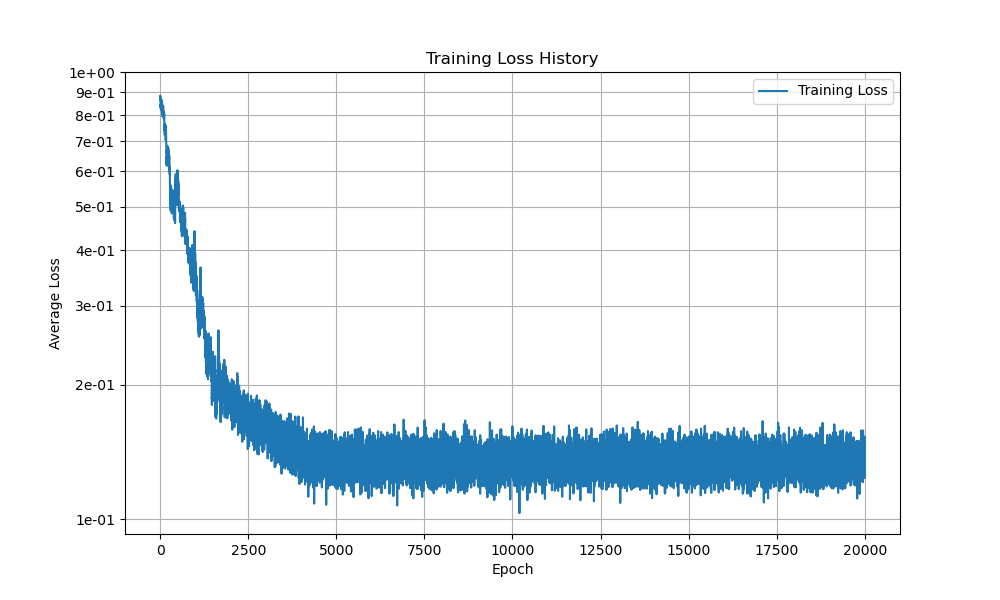 Training Loss History
1e+00
9e-01
8e-01
7e-01
6e-01
5e-01
4e-01
3e-01
2e-01
1e-01
Average Loss
Training Loss
0 2500 5000 7500 10000 12500 15000 17500 20000
Epoch